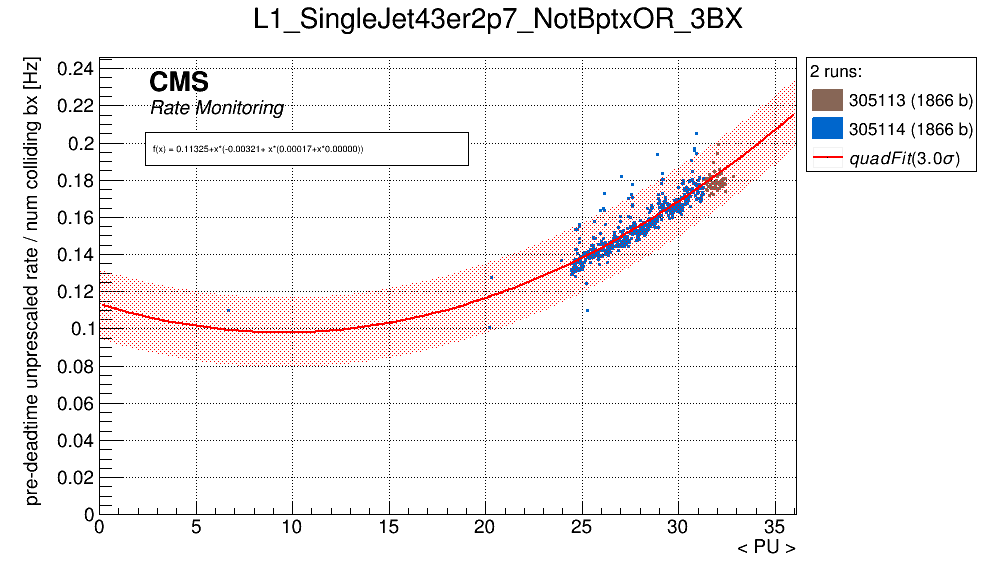 L1_SingleJet43er2p7_NotBptxOR_3BX
pre-deadtime unprescaled rate / num colliding bx [Hz]
0.24
0.22
0.2
0.18
0.16
0.14
0.12
0.1
0.08
0.06
0.04
0.02
0
CMS
Rate Monitoring
f(x) = 0.11325+x*(-0.00321+ x*(0.00017+x*0.00000))
2 runs:
305113 (1866 b)
305114 (1866 b)
quadFit(3.0σ)
0 5 10 15 20 25 30 35
< PU >